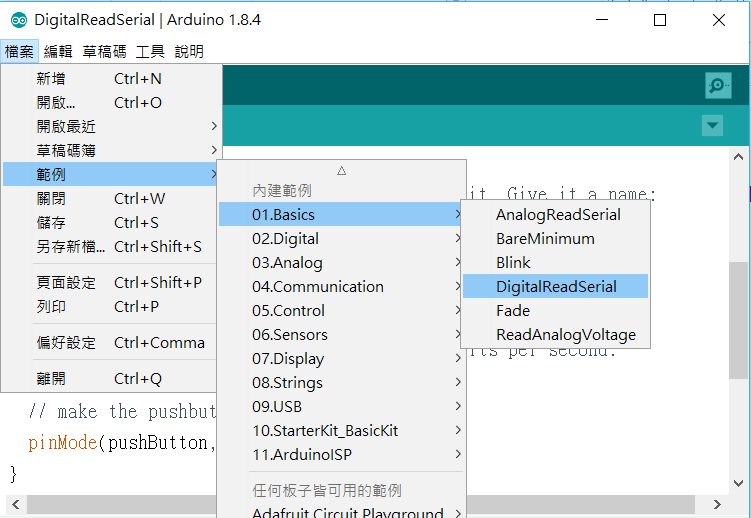 DigitalReadSerial | Arduino 1.8.4
檔案 編輯 草稿碼 工具 說明
新增 Ctrl+N
開啟... Ctrl+O
開啟最近
草稿碼簿
範例
關閉 Ctrl+W
儲存 Ctrl+S
另存新檔... Ctrl+Shift+S
頁面設定 Ctrl+Shift+P
列印 Ctrl+P
偏好設定 Ctrl+Comma
離開 Ctrl+Q
內建範例
01.Basics
02.Digital
03.Analog
04.Communication
05.Control
06.Sensors
07.Display
08.Strings
09.USB
10.StarterKit_BasicKit
11.ArduinoISP
任何板子皆可用的範例
Adafruit Circuit Playground
AnalogReadSerial
BareMinimum
Blink
DigitalReadSerial
Fade
ReadAnalogVoltage
it. Give it a name:
per second:
// make the pushbut
pinMode(pushButton,
}